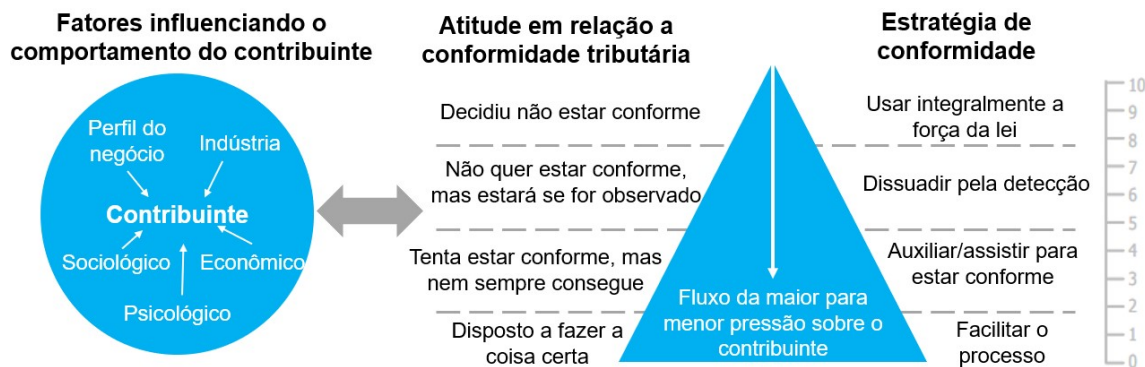 Fatores influenciando o
comportamento do contribuinte
Perfil do
negócio
Indústria
Contribuinte
Sociológico
Econômico
Psicológico
Atitude em relação a
conformidade tributária
Decidiu não estar conforme
Não quer estar conforme,
mas estará se for observado
Tenta estar conforme, mas
nem sempre consegue
Disposto a fazer a
coisa certa
Fluxo da maior para
menor pressão sobre o
contribuinte
Estratégia de
conformidade
Usar integralmente a
força da lei
Dissuadir pela detecção
Auxiliar/assistir para
estar conforme
Facilitar o
processo
10
9
8
7
6
5
4
3
2
1
0